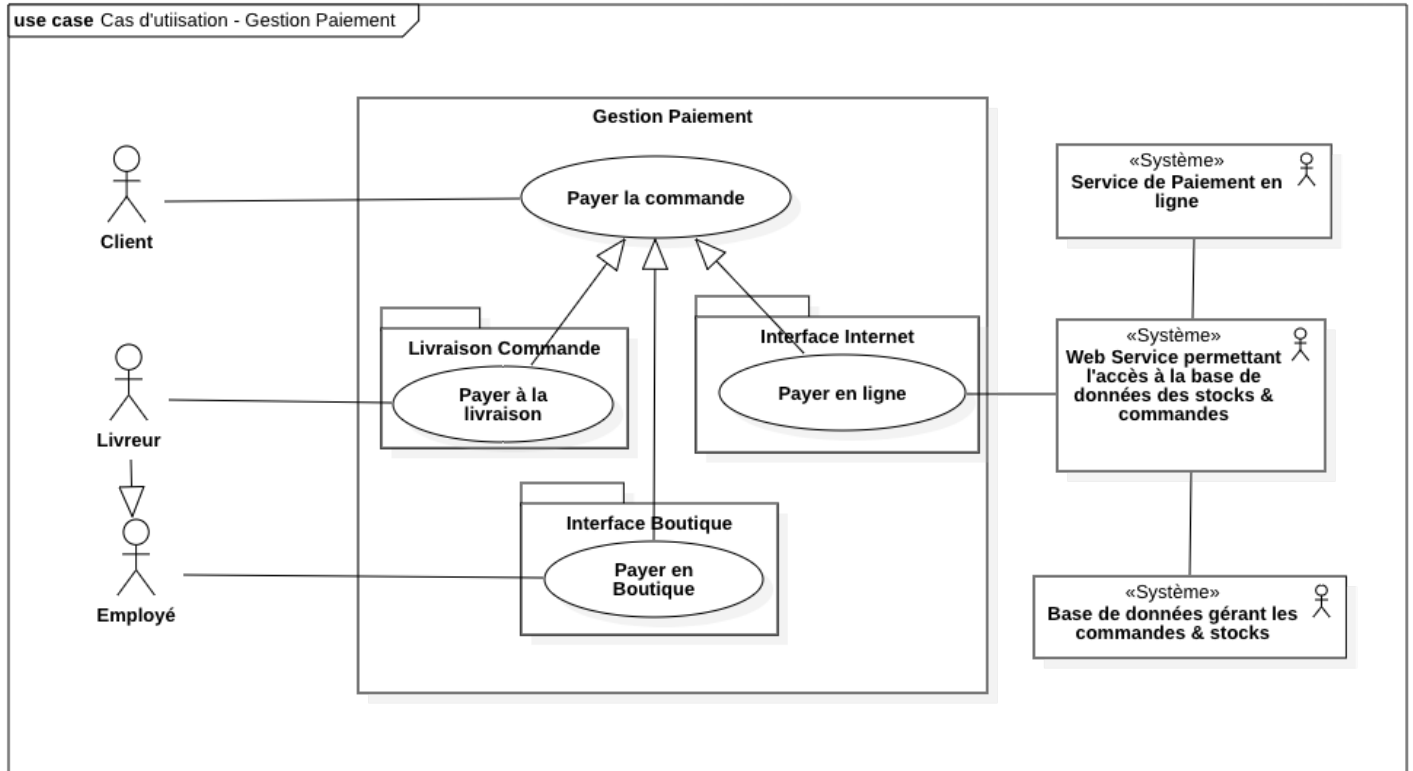 use case Cas d'utiisation - Gestion Paiement
Gestion Paiement
Payer la commande
Client
«Système»
Service de Paiement en
ligne
Livraison Commande
Payer à la
livraison
Livreur
Interface Internet
Payer en ligne
«Système»
Web Service permettant
l'accès à la base de
données des stocks &
commandes
Interface Boutique
Payer en
Boutique
Employé
«Système»
Base de données gérant les
commandes & stocks